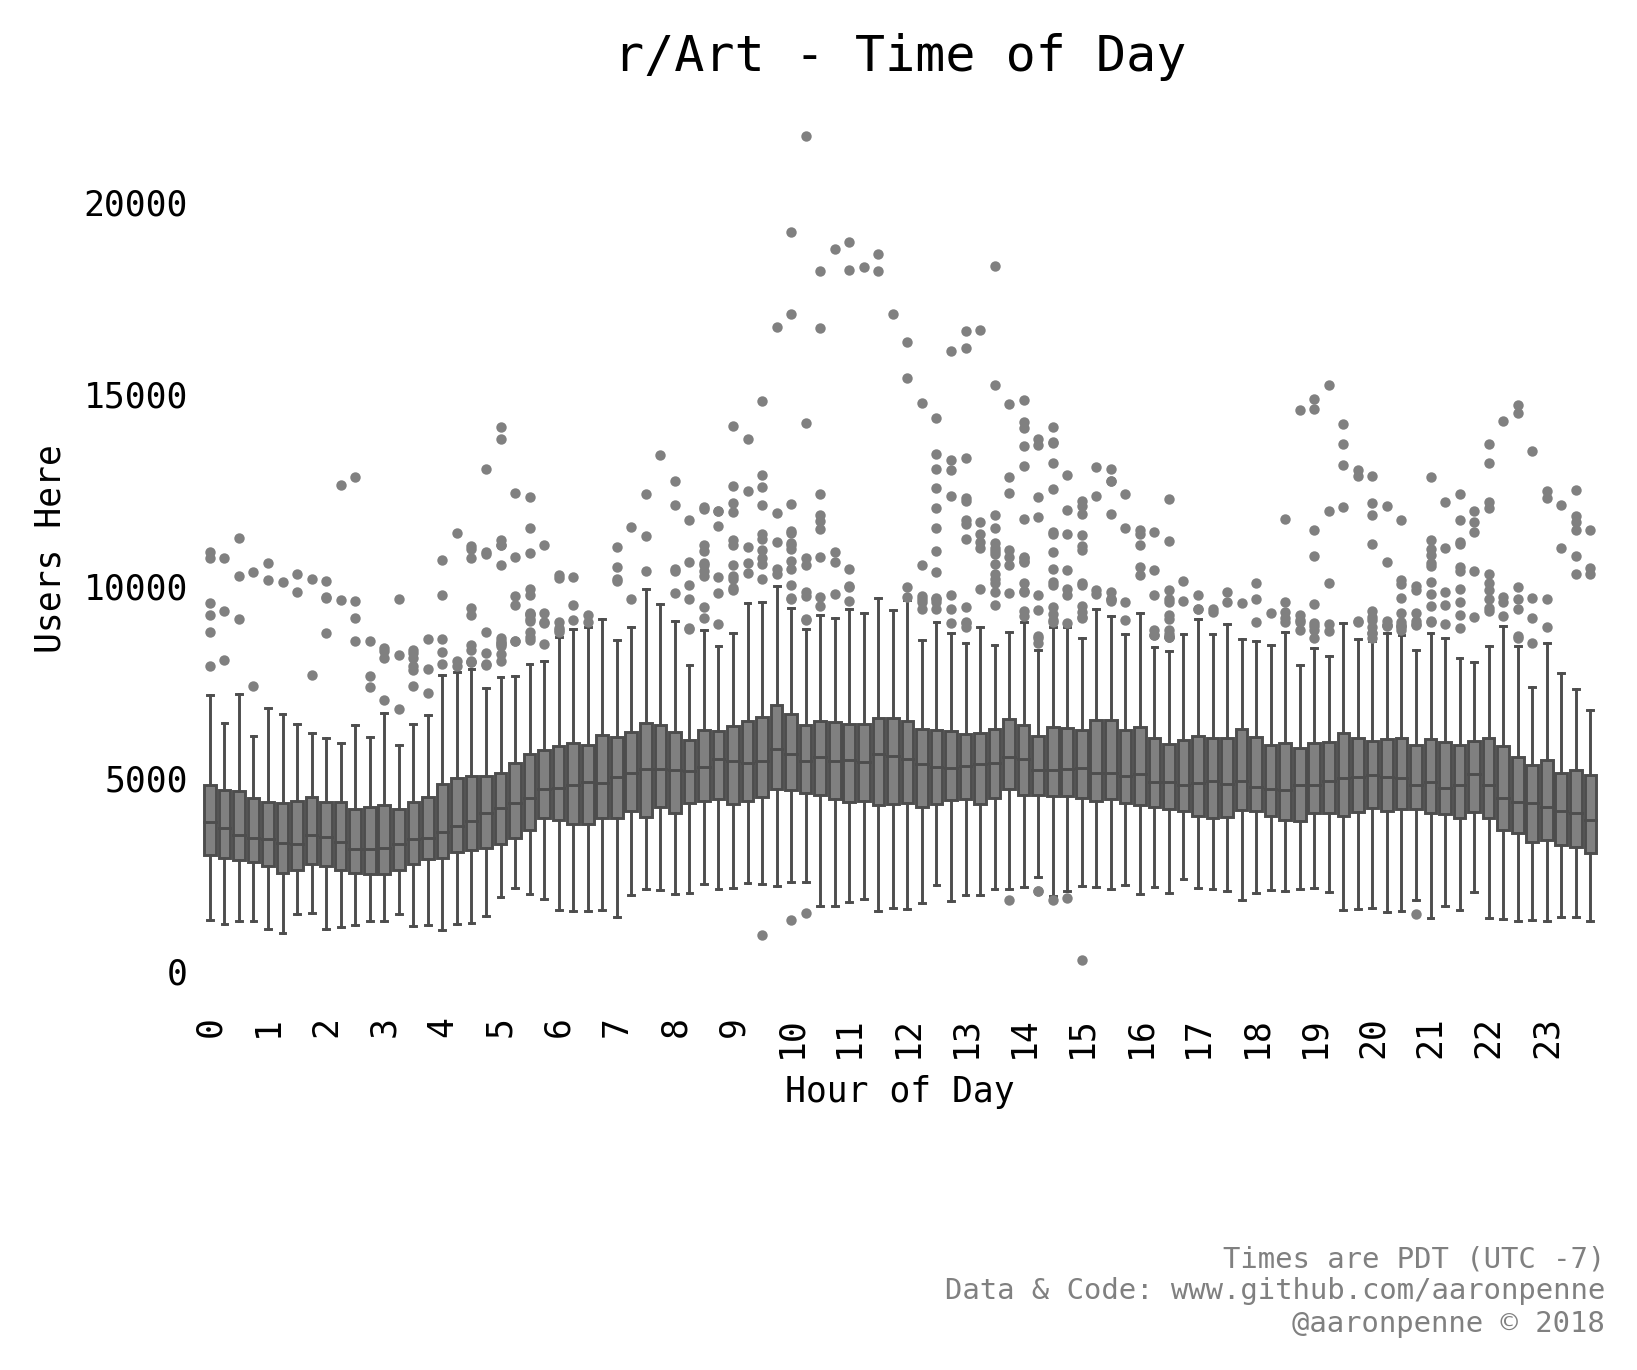 r/Art - Time of Day
20000
15000
10000
5000
0
Users Here
0 1 2 3 4 5 6 7 8 9 10 11 12 13 14 15 16 17 18 19 20 21 22 23
Hour of Day
Times are PDT (UTC -7)
Data & Code: www.github.com/aaronpenne
@aaronpenne © 2018